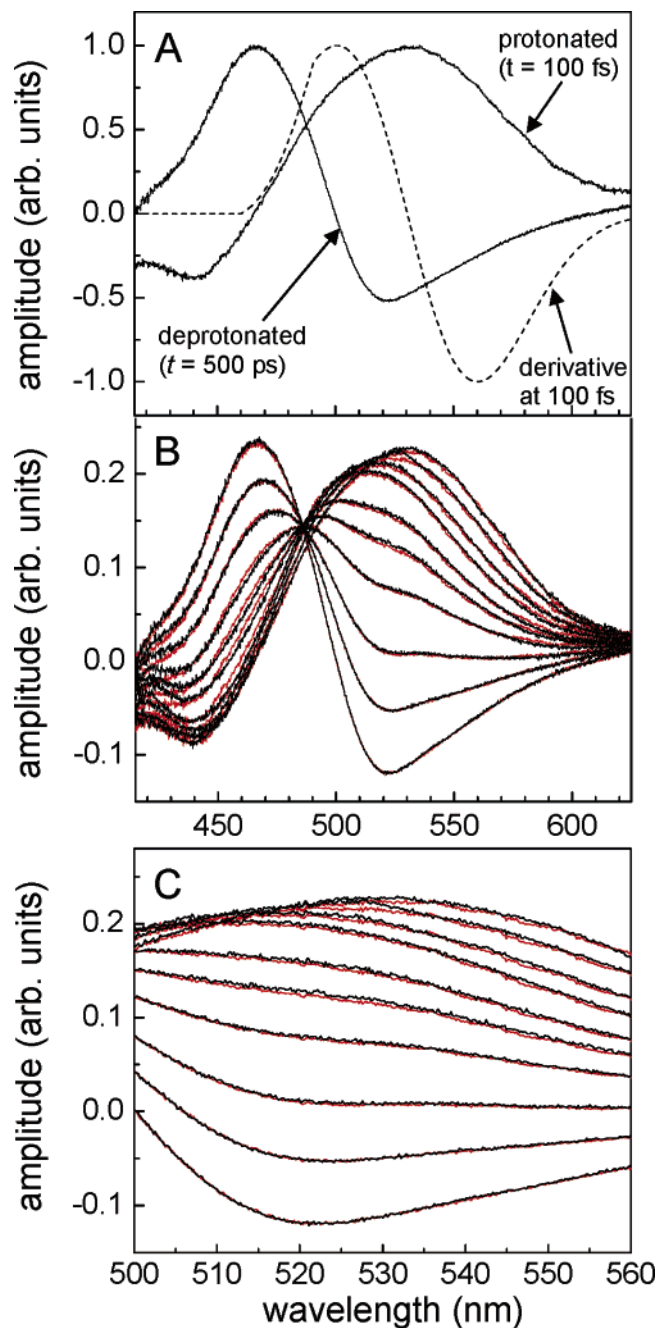 A
protonated
(t = 100 fs)
1.0
0.5
0.0
-0.5
-1.0
amplitude (arb. units)
deprotonated
(t = 500 ps)
derivative
at 100 fs
B
0.2
0.1
0.0
-0.1
amplitude (arb. units)
450 500 550 600
C
0.2
0.1
0.0
-0.1
amplitude (arb. units)
500 510 520 530 540 550 560
wavelength (nm)